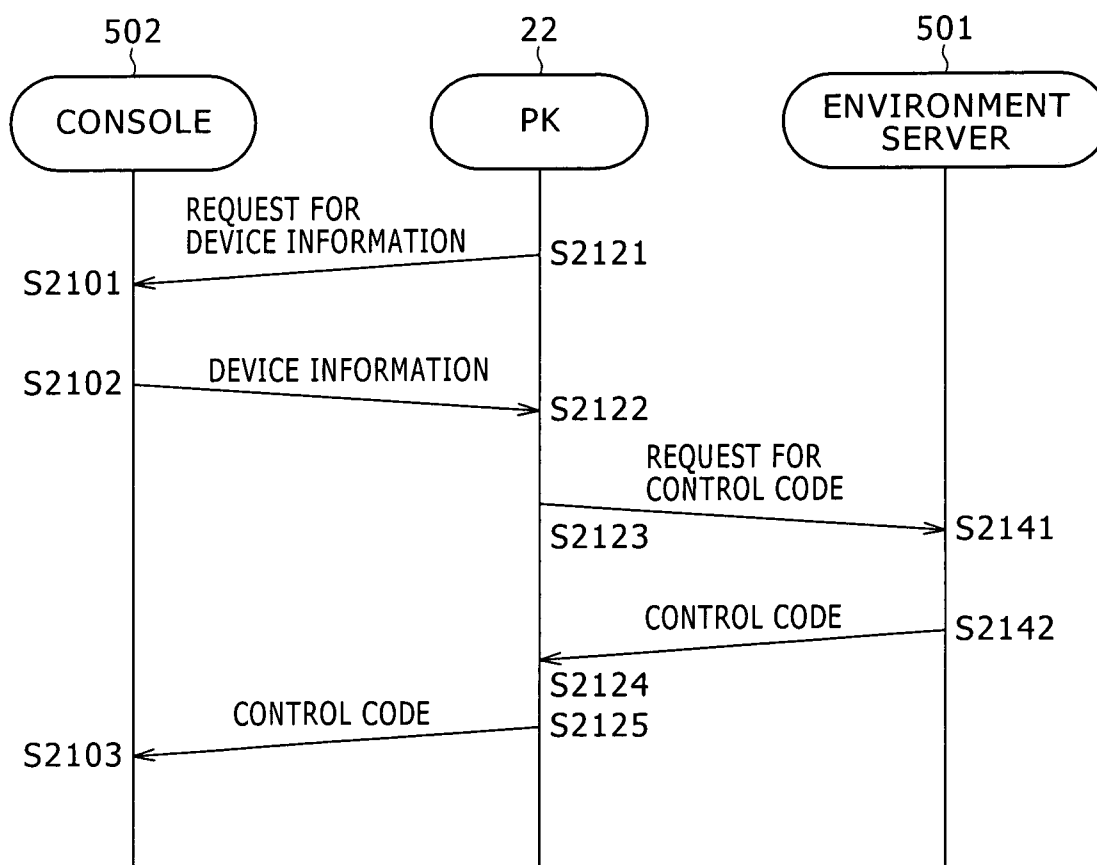 502
22
501
CONSOLE
PK
ENVIRONMENT
SERVER
REQUEST FOR
DEVICE INFORMATION
S2121
S2101
S2102
DEVICE INFORMATION
S2122
REQUEST FOR
CONTROL CODE
S2123
S2141
CONTROL CODE
S2142
S2124
CONTROL CODE
S2125
S2103